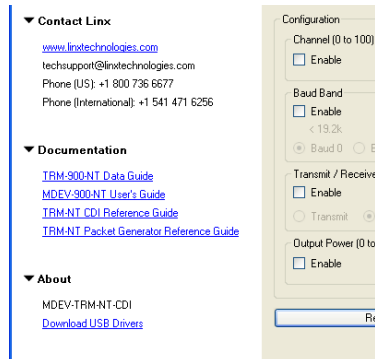 Contact Linx
www.linxtechnologies.com
techsupport@linxtechnologies.com
Phone (US): +1 800 736 6677
Phone (International): +1 541 471 6256
Documentation
TRM-900-NT Data Guide
MDEV-900-NT User's Guide
TRM-NT CDI Reference Guide
TRM-NT Packet Generator Reference Guide
About
MDEV-TRM-NT-CDI
Download USB Drivers
Configuration
Channel (0 to 100)
Enable
Baud Band
Enable
< 19.2k
Baud 0
Transmit / Receive
Enable
Transmit
Output Power (0 to
Enable